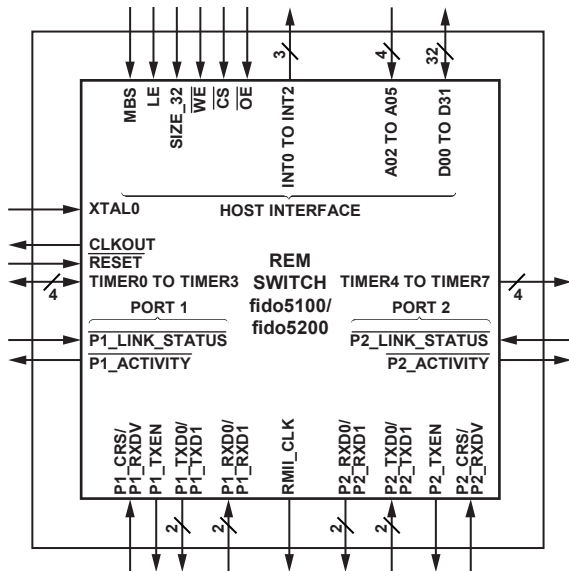 3
4
32
MBS
LE
SIZE_32
WE
CS
OE
INT0 TO INT2
A02 TO A05
D00 TO D31
HOST INTERFACE
XTAL0
CLKOUT
RESET
TIMER0 TO TIMER3
4
REM
SWITCH
fido5100/
fido5200
TIMER4 TO TIMER7
4
PORT 1
P1_LINK_STATUS
P1_ACTIVITY
PORT 2
P2_LINK_STATUS
P2_ACTIVITY
P1_CRS/
P1_RXDV
P1_TXEN
P1_TXD0/
P1_TXD1
P1_RXD0/
P1_RXD1
RMII_CLK
P2_RXD0/
P2_RXD1
P2_TXD0/
P2_TXD1
P2_TXEN
P2_CRS/
P2_RXDV
2
2
2
2